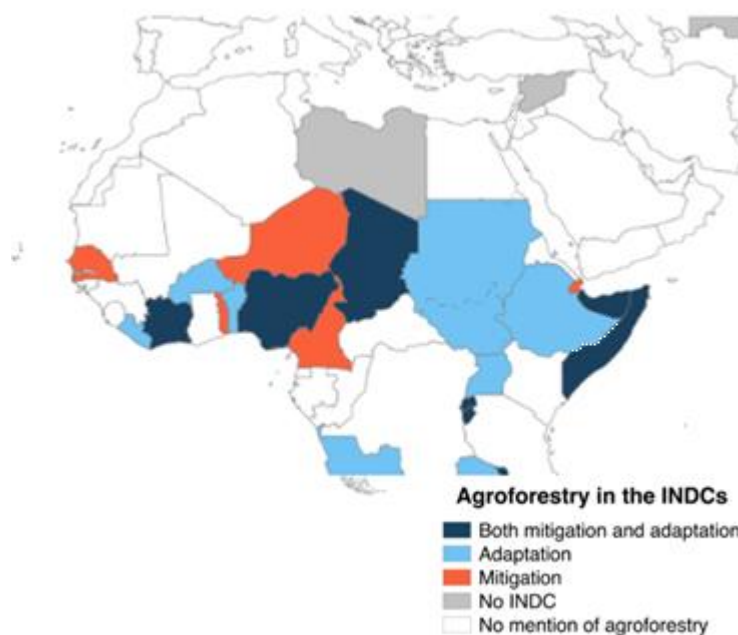 Agroforestry in the INDCs
Both mitigation and adaptation
Adaptation
Mitigation
No INDC
No mention of agroforestry